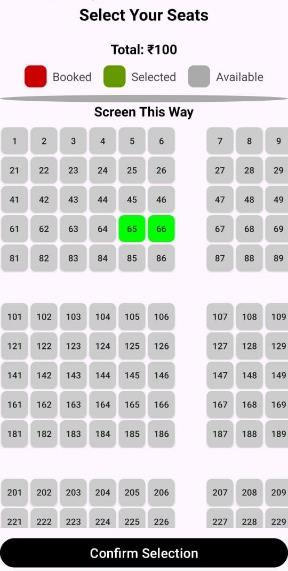 Select Your Seats
Total: ₹100
Booked Selected Available
Screen This Way
1 2 3 4 5 6 7 8 9
21 22 23 24 25 26 27 28 29
41 42 43 44 45 46 47 48 49
61 62 63 64 65 66 67 68 69
81 82 83 84 85 86 87 88 89
101 102 103 104 105 106 107 108 109
121 122 123 124 125 126 127 128 129
141 142 143 144 145 146 147 148 149
161 162 163 164 165 166 167 168 169
181 182 183 184 185 186 187 188 189
201 202 203 204 205 206 207 208 209
221 222 223 224 225 226 227 228 229
Confirm Selection